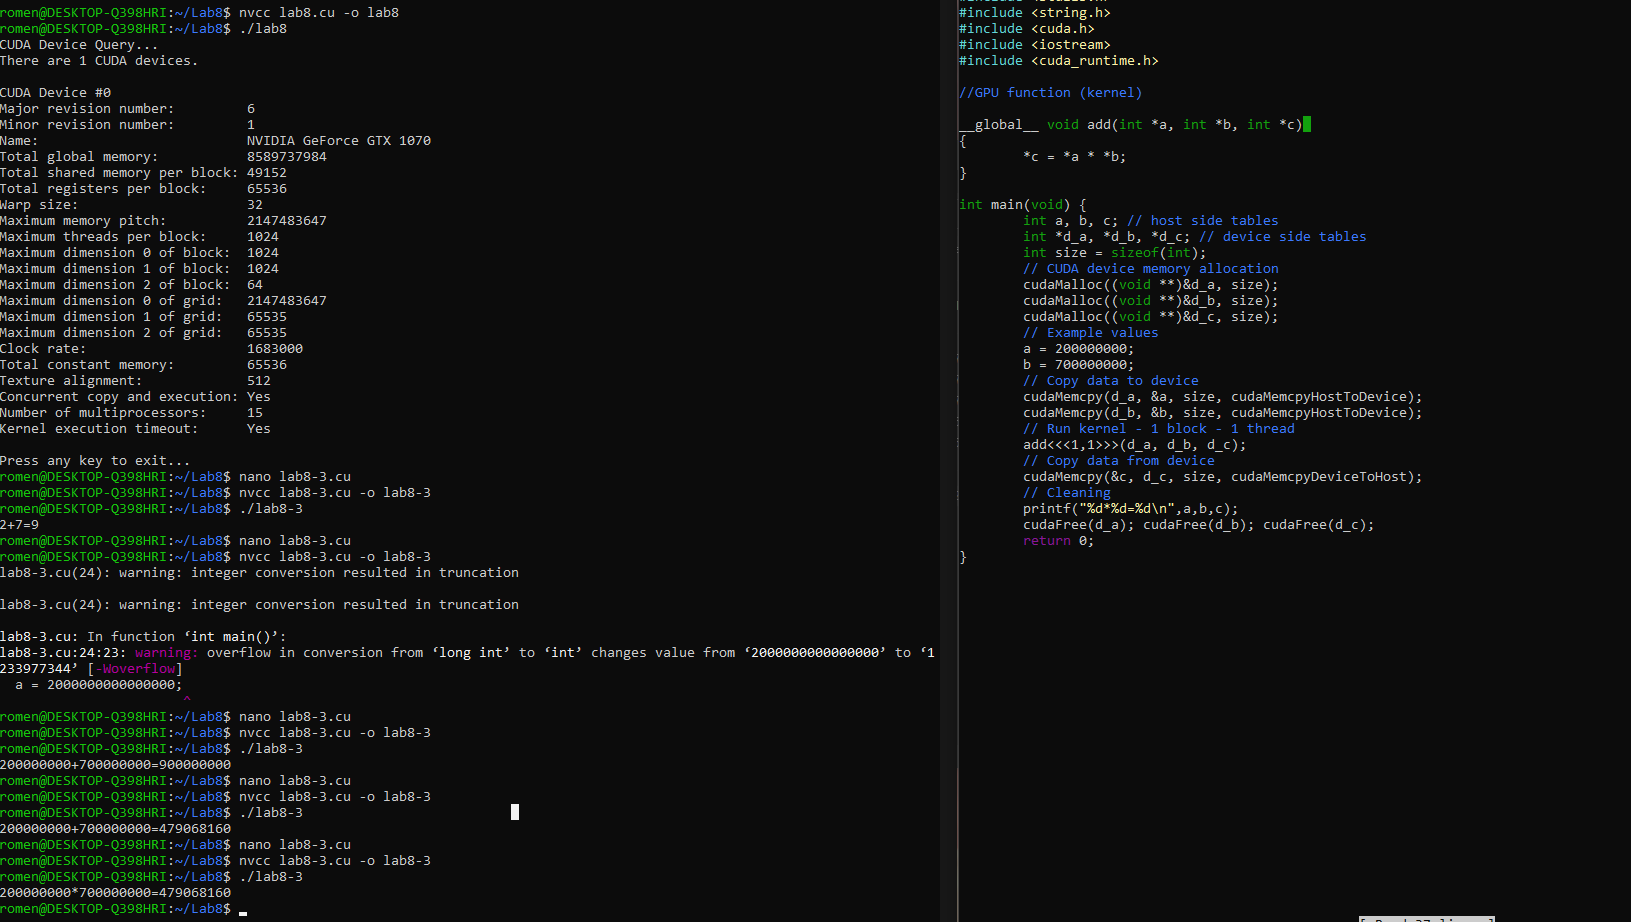 romen@DESKTOP-Q398HRI:~/Lab8$ nvcc lab8.cu -o lab8
romen@DESKTOP-Q398HRI:~/Lab8$ ./lab8
CUDA Device Query...
There are 1 CUDA devices.

CUDA Device #0
Major revision number:         6
Minor revision number:         1
Name:                          NVIDIA GeForce GTX 1070
Total global memory:           8589737984
Total shared memory per block: 49152
Total registers per block:     65536
Warp size:                     32
Maximum memory pitch:          2147483647
Maximum threads per block:     1024
Maximum dimension 0 of block:  1024
Maximum dimension 1 of block:  1024
Maximum dimension 2 of block:  64
Maximum dimension 0 of grid:   2147483647
Maximum dimension 1 of grid:   65535
Maximum dimension 2 of grid:   65535
Clock rate:                    1683000
Total constant memory:         65536
Texture alignment:             512
Concurrent copy and execution: Yes
Number of multiprocessors:     15
Kernel execution timeout:      Yes

Press any key to exit...
romen@DESKTOP-Q398HRI:~/Lab8$ nano lab8-3.cu
romen@DESKTOP-Q398HRI:~/Lab8$ nvcc lab8-3.cu -o lab8-3
romen@DESKTOP-Q398HRI:~/Lab8$ ./lab8-3
2+7=9
romen@DESKTOP-Q398HRI:~/Lab8$ nano lab8-3.cu
romen@DESKTOP-Q398HRI:~/Lab8$ nvcc lab8-3.cu -o lab8-3
lab8-3.cu(24): warning: integer conversion resulted in truncation

lab8-3.cu(24): warning: integer conversion resulted in truncation

lab8-3.cu: In function ‘int main()’:
lab8-3.cu:24:23: warning: overflow in conversion from ‘long int’ to ‘int’ changes value from ‘2000000000000000’ to ‘1
233977344’ [-Woverflow]
  a = 2000000000000000;
                       ^
romen@DESKTOP-Q398HRI:~/Lab8$ nano lab8-3.cu
romen@DESKTOP-Q398HRI:~/Lab8$ nvcc lab8-3.cu -o lab8-3
romen@DESKTOP-Q398HRI:~/Lab8$ ./lab8-3
200000000+700000000=900000000
romen@DESKTOP-Q398HRI:~/Lab8$ nano lab8-3.cu
romen@DESKTOP-Q398HRI:~/Lab8$ nvcc lab8-3.cu -o lab8-3
romen@DESKTOP-Q398HRI:~/Lab8$ ./lab8-3
200000000+700000000=479068160
romen@DESKTOP-Q398HRI:~/Lab8$ nano lab8-3.cu
romen@DESKTOP-Q398HRI:~/Lab8$ nvcc lab8-3.cu -o lab8-3
romen@DESKTOP-Q398HRI:~/Lab8$ ./lab8-3
200000000*700000000=479068160
romen@DESKTOP-Q398HRI:~/Lab8$
#include <string.h>
#include <cuda.h>
#include <iostream>
#include <cuda_runtime.h>

//GPU function (kernel)

__global__ void add(int *a, int *b, int *c)
{
        *c = *a * *b;
}

int main(void) {
        int a, b, c; // host side tables
        int *d_a, *d_b, *d_c; // device side tables
        int size = sizeof(int);
        // CUDA device memory allocation
        cudaMalloc((void **)&d_a, size);
        cudaMalloc((void **)&d_b, size);
        cudaMalloc((void **)&d_c, size);
        // Example values
        a = 200000000;
        b = 700000000;
        // Copy data to device
        cudaMemcpy(d_a, &a, size, cudaMemcpyHostToDevice);
        cudaMemcpy(d_b, &b, size, cudaMemcpyHostToDevice);
        // Run kernel - 1 block - 1 thread
        add<<<1,1>>>(d_a, d_b, d_c);
        // Copy data from device
        cudaMemcpy(&c, d_c, size, cudaMemcpyDeviceToHost);
        // Cleaning
        printf("%d*%d=%d\n",a,b,c);
        cudaFree(d_a); cudaFree(d_b); cudaFree(d_c);
        return 0;
}